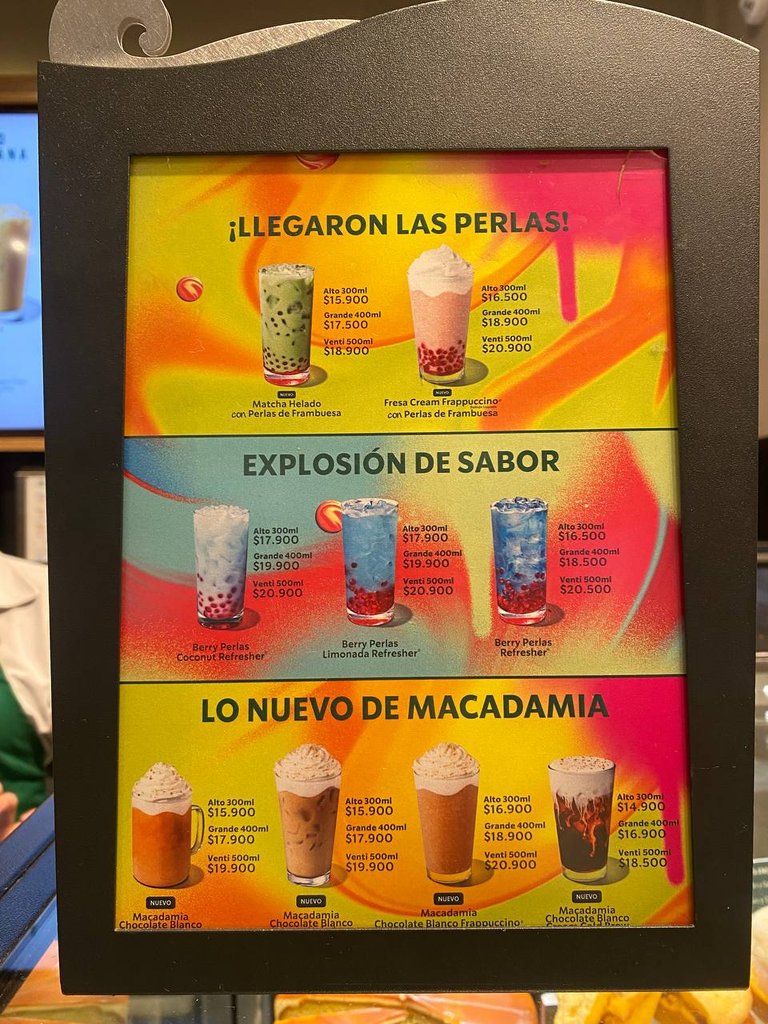 ¡LLEGARON LAS PERLAS!
Alto 300ml
$15.900
Grande 400ml
$17.500
Venti 500ml
$18.900
NUEVO
Matcha Helado
con Perlas de Frambuesa
Alto 300ml
$16.500
Grande 400ml
$18.900
Venti 500ml
$20.900
NUEVO
Fresa Cream Frappuccino®
con Perlas de Frambuesa
EXPLOSIÓN DE SABOR
Alto 300ml
$17.900
Grande 400ml
$19.900
Venti 500ml
$20.900
Berry Perlas
Coconut Refresher®
Alto 300ml
$17.900
Grande 400ml
$19.900
Venti 500ml
$20.900
Berry Perlas
Limonada Refresher®
Alto 300ml
$16.500
Grande 400ml
$18.500
Venti 500ml
$20.500
Berry Perlas
Refresher®
LO NUEVO DE MACADAMIA
Alto 300ml
$15.900
Grande 400ml
$17.900
Venti 500ml
$19.900
NUEVO
Macadamia
Chocolate Blanco
Alto 300ml
$15.900
Grande 400ml
$17.900
Venti 500ml
$19.900
NUEVO
Macadamia
Chocolate Blanco
Alto 300ml
$16.900
Grande 400ml
$18.900
Venti 500ml
$20.900
NUEVO
Macadamia
Chocolate Blanco Frappuccino®
Alto 300ml
$14.900
Grande 400ml
$16.900
Venti 500ml
$18.500
NUEVO
Macadamia
Chocolate Blanco